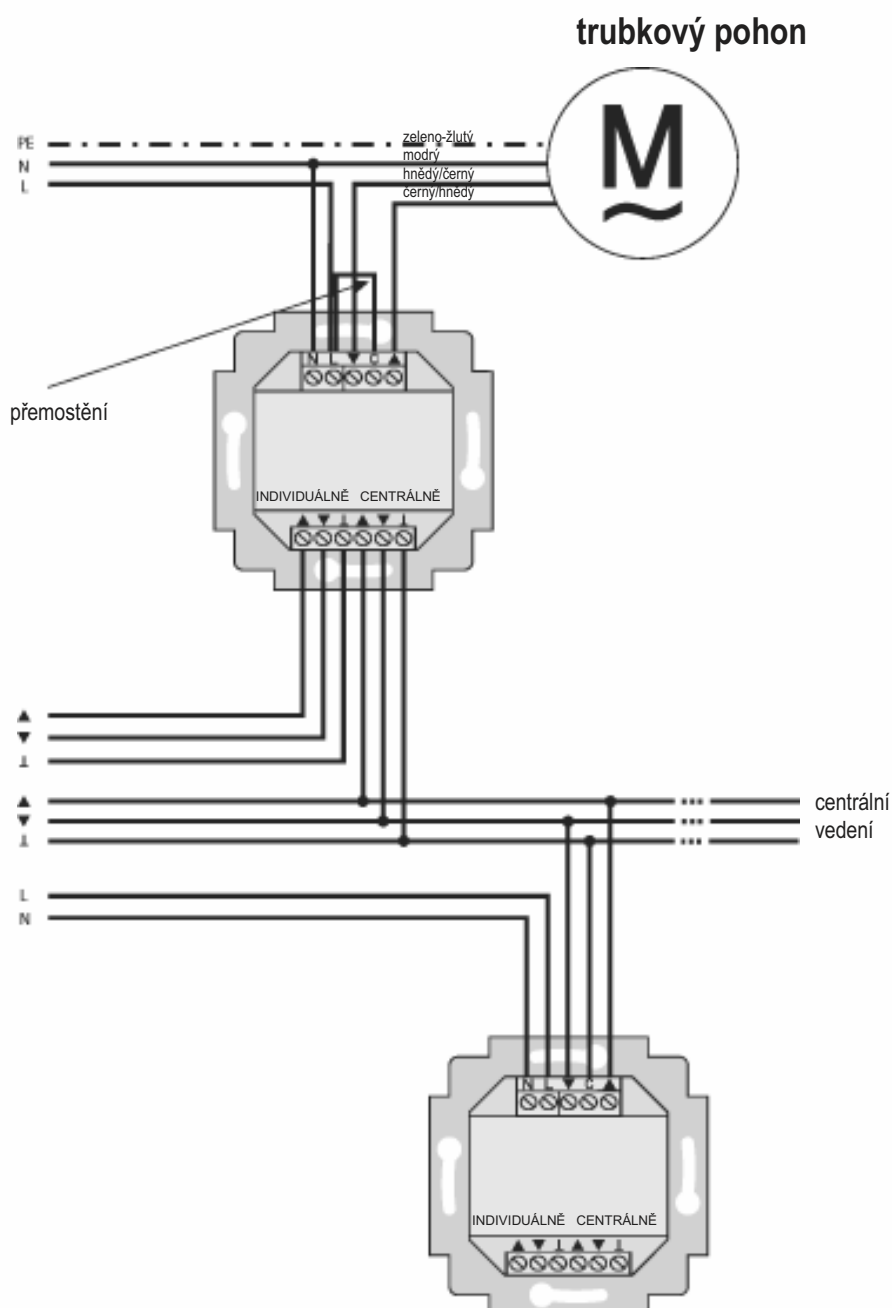 trubkový pohon
M
PE
N
L
zeleno-žlutý
modrý
hnědý/černý
černý/hnědý
N L ▼ C ▲
přemostění
INDIVIDUÁLNĚ CENTRÁLNĚ
▲ ▼ ⊥ ▲ ▼ ⊥
▲
▼
⊥
▲
▼
⊥
centrální
vedení
L
N
N L ▼ C ▲
INDIVIDUÁLNĚ CENTRÁLNĚ
▲ ▼ ⊥ ▲ ▼ ⊥